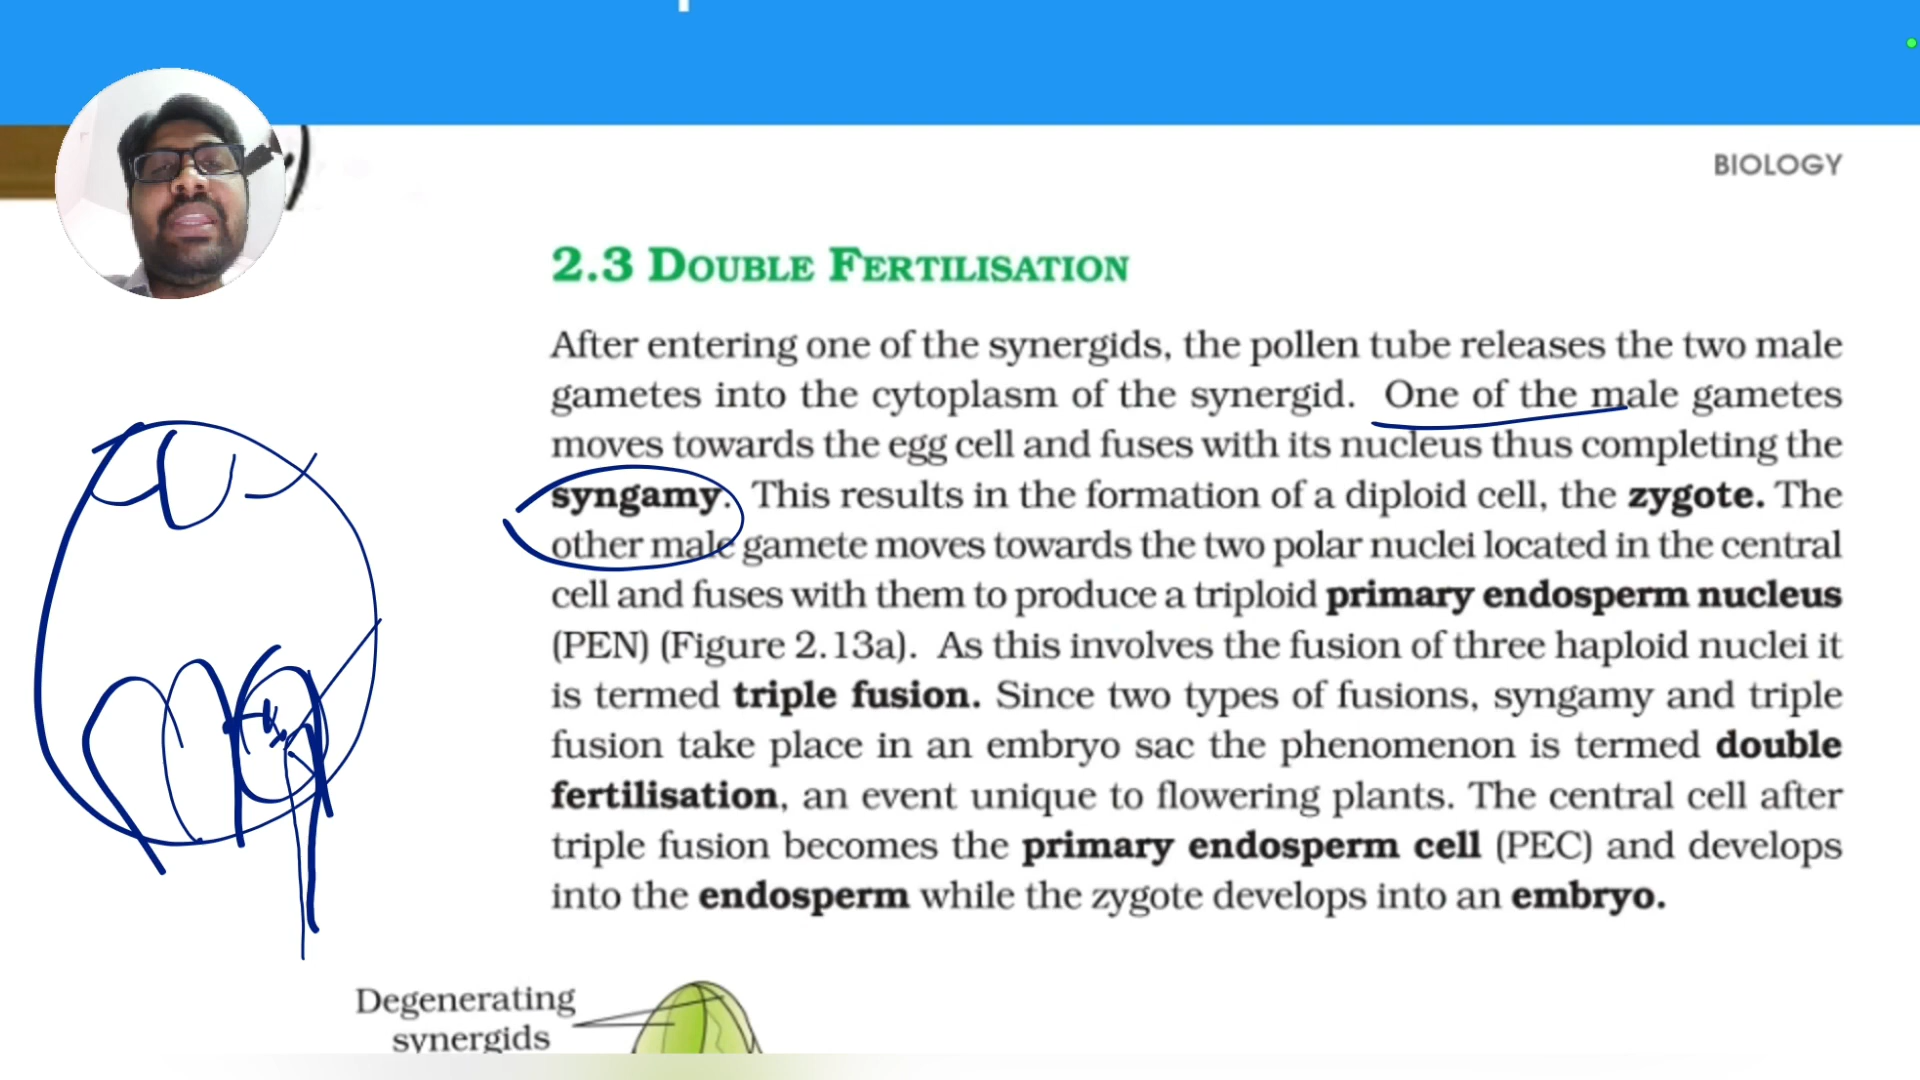 BIOLOGY
2.3 DOUBLE FERTILISATION
After entering one of the synergids, the pollen tube releases the two male
gametes into the cytoplasm of the synergid. One of the male gametes
moves towards the egg cell and fuses with its nucleus thus completing the
syngamy. This results in the formation of a diploid cell, the zygote. The
other male gamete moves towards the two polar nuclei located in the central
cell and fuses with them to produce a triploid primary endosperm nucleus
(PEN) (Figure 2.13a). As this involves the fusion of three haploid nuclei it
is termed triple fusion. Since two types of fusions, syngamy and triple
fusion take place in an embryo sac the phenomenon is termed double
fertilisation, an event unique to flowering plants. The central cell after
triple fusion becomes the primary endosperm cell (PEC) and develops
into the endosperm while the zygote develops into an embryo.
Degenerating
synergids